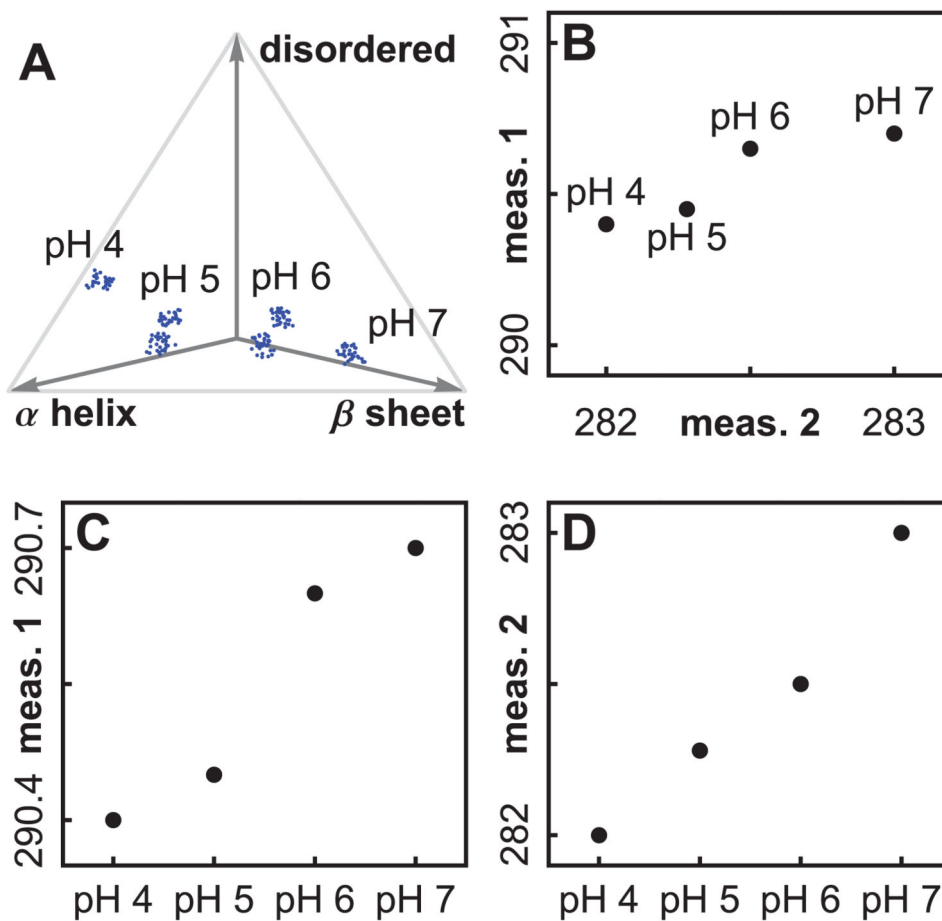 A
disordered
pH 4
pH 5
pH 6
pH 7
α helix
β sheet
B
291
meas. 1
290
pH 4
pH 5
pH 6
pH 7
282
meas. 2
283
C
290.7
meas. 1
290.4
pH 4
pH 5
pH 6
pH 7
D
283
meas. 2
282
pH 4
pH 5
pH 6
pH 7